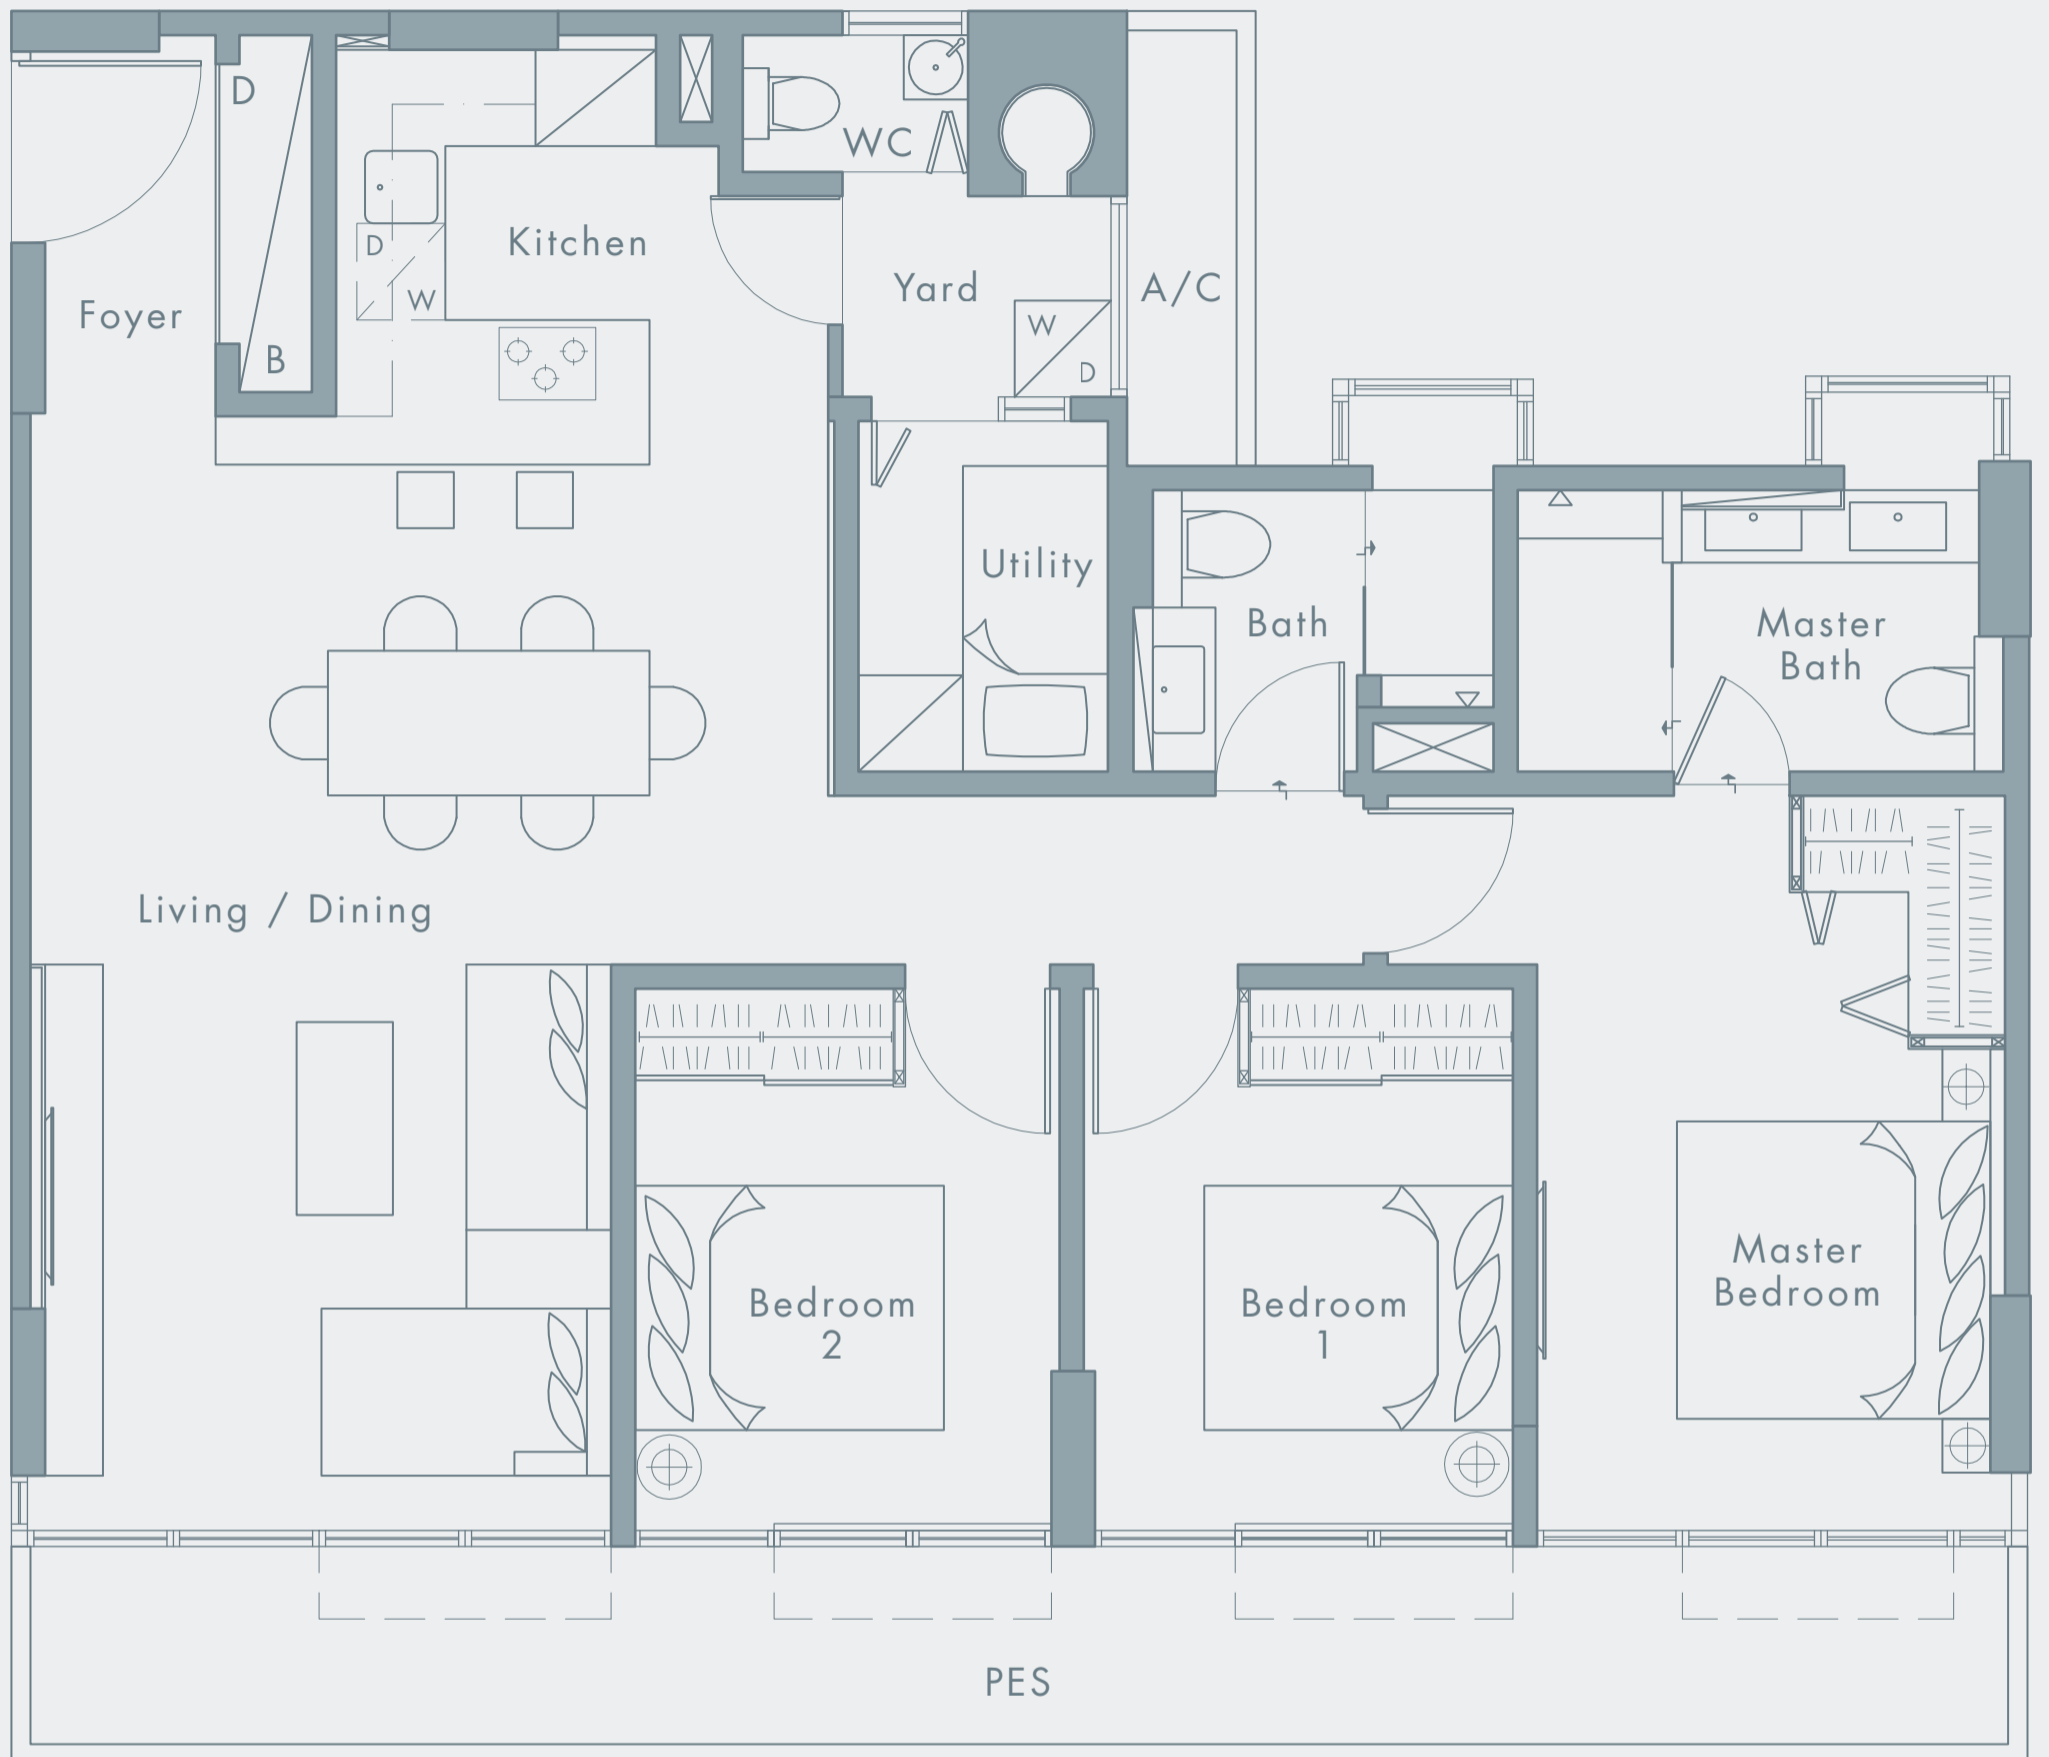 D
WC
Kitchen
D
W
Yard
A/C
Foyer
W
B
D
Utility
Bath
Master
Bath
Living / Dining
Master
Bedroom
Bedroom
2
Bedroom
1
PES